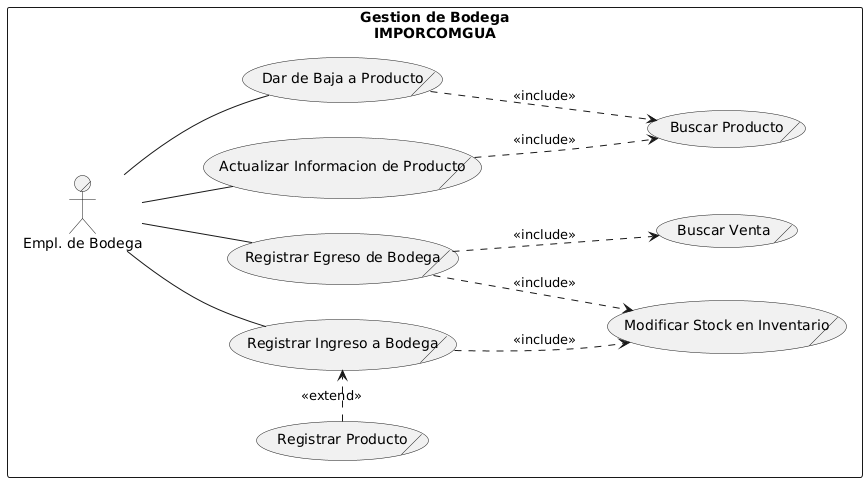 Gestion de Bodega
IMPORCOMGUA
Dar de Baja a Producto
«include»
Buscar Producto
«include»
Actualizar Informacion de Producto
Empl. de Bodega
«include»
Buscar Venta
Registrar Egreso de Bodega
«include»
Modificar Stock en Inventario
Registrar Ingreso a Bodega
«include»
«extend»
Registrar Producto